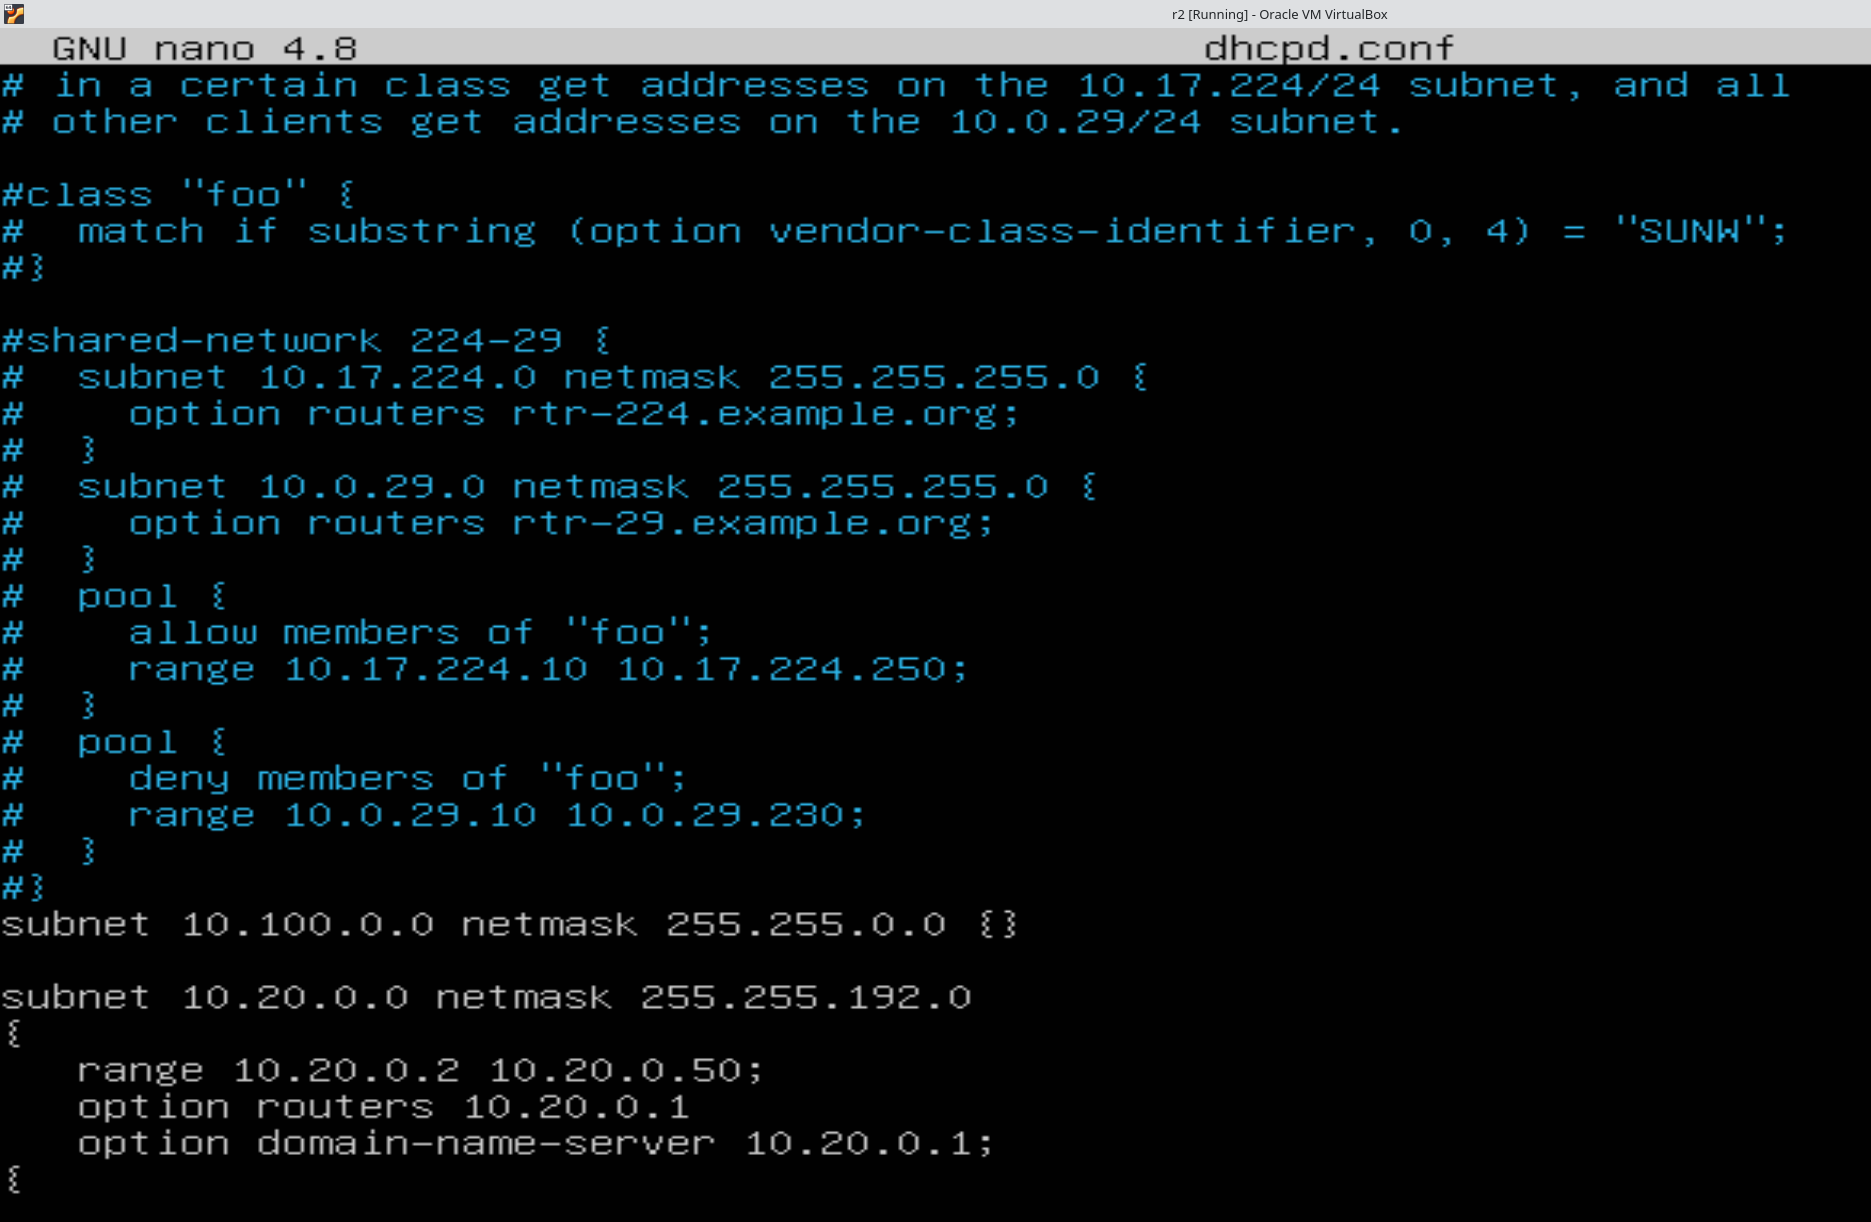 r2 [Running] - Oracle VM VirtualBox
GNU nano 4.8 dhcpd.conf
# in a certain class get addresses on the 10.17.224/24 subnet, and all
# other clients get addresses on the 10.0.29/24 subnet.
#class "foo" {
#  match if substring (option vendor-class-identifier, 0, 4) = "SUNW";
#}
#shared-network 224-29 {
#  subnet 10.17.224.0 netmask 255.255.255.0 {
#    option routers rtr-224.example.org;
#  }
#  subnet 10.0.29.0 netmask 255.255.255.0 {
#    option routers rtr-29.example.org;
#  }
#  pool {
#    allow members of "foo";
#    range 10.17.224.10 10.17.224.250;
#  }
#  pool {
#    deny members of "foo";
#    range 10.0.29.10 10.0.29.230;
#  }
#}
subnet 10.100.0.0 netmask 255.255.0.0 {}
subnet 10.20.0.0 netmask 255.255.192.0
{
   range 10.20.0.2 10.20.0.50;
   option routers 10.20.0.1
   option domain-name-server 10.20.0.1;
{